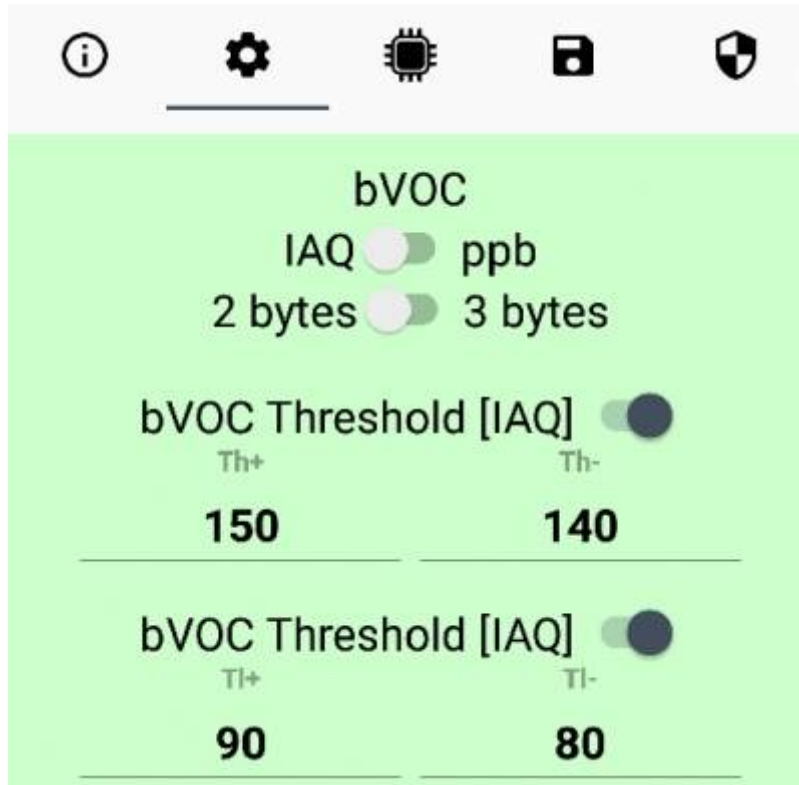 bVOC
IAQ ppb
2 bytes 3 bytes
bVOC Threshold [IAQ]
Th+ Th-
150 140
bVOC Threshold [IAQ]
Tl+ Tl-
90 80